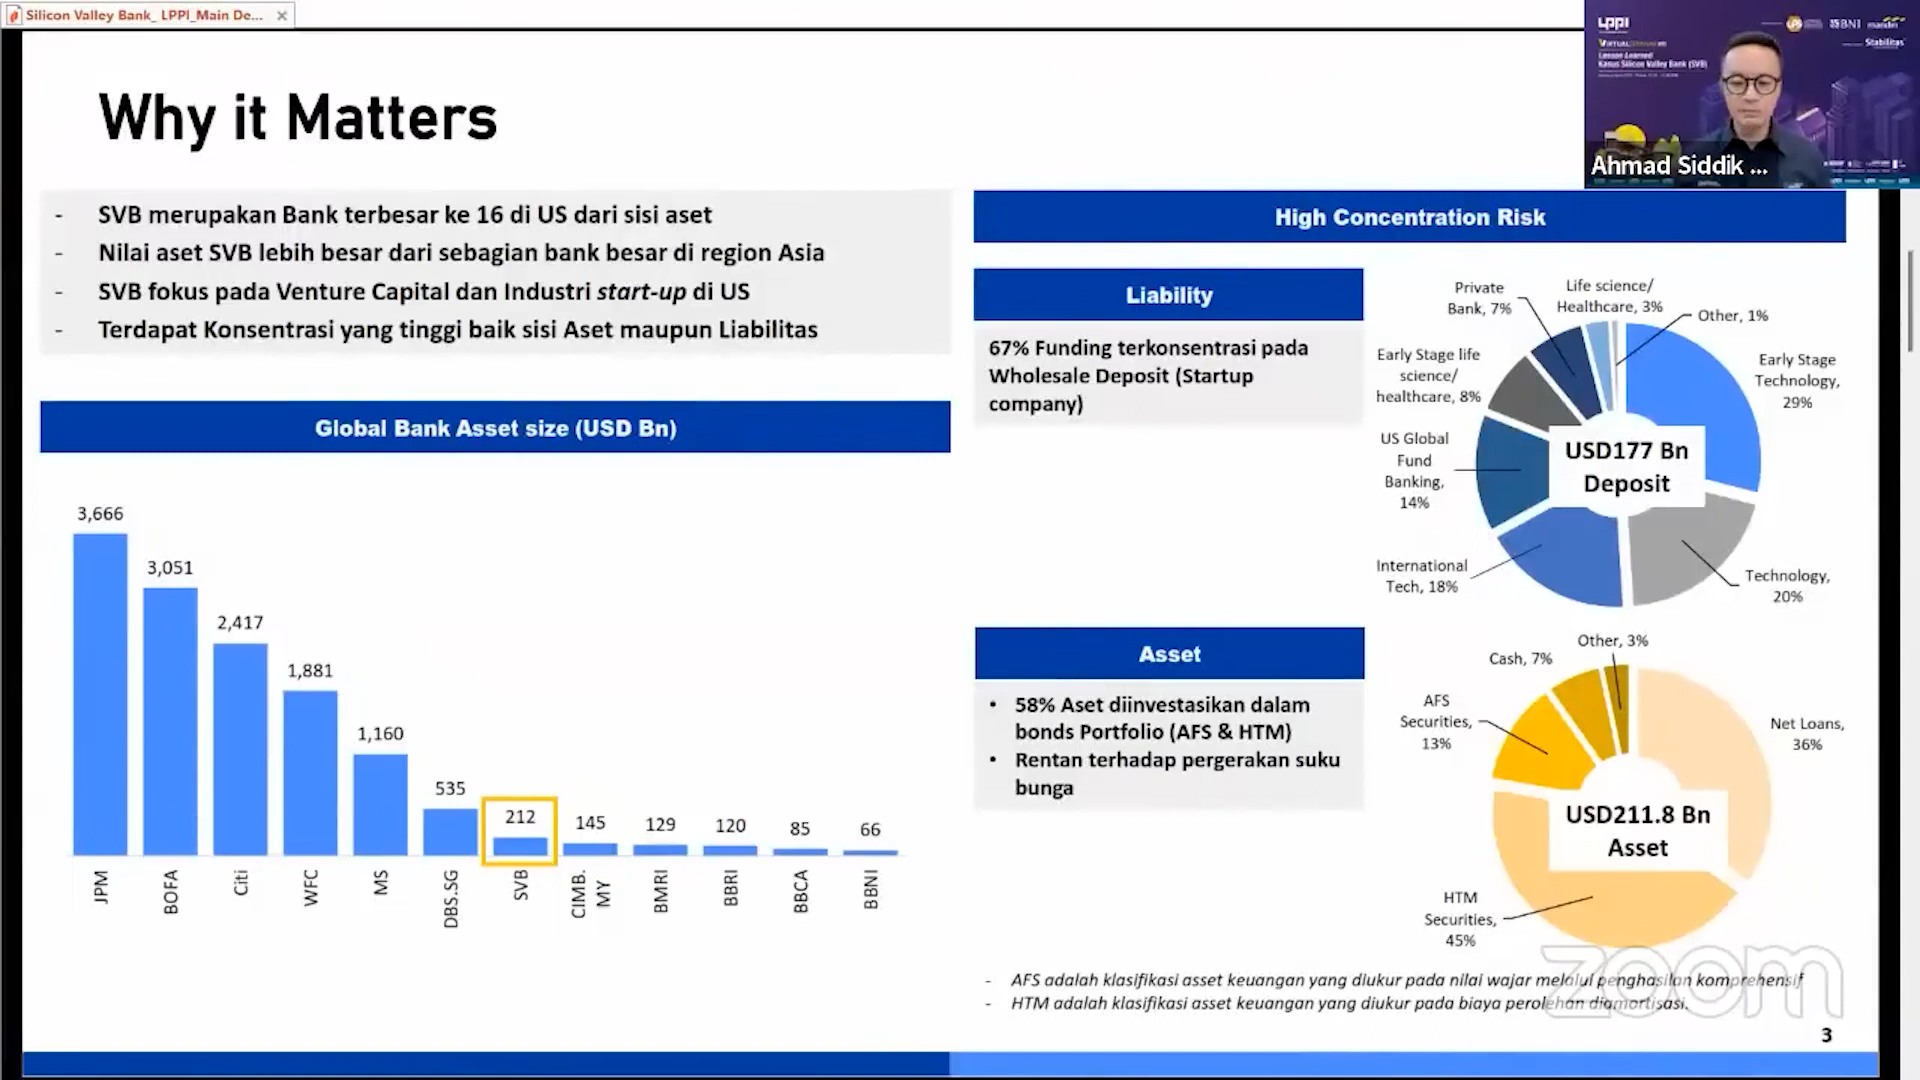 Silicon Valley Bank_ LPPI_Main De...
LPPI
BNI
mandiri
Stabilitas
Lesson Learned
Kasus Silicon Valley Bank (SVB)
Ahmad Siddik ...
Why it Matters
- SVB merupakan Bank terbesar ke 16 di US dari sisi aset
- Nilai aset SVB lebih besar dari sebagian bank besar di region Asia
- SVB fokus pada Venture Capital dan Industri start-up di US
- Terdapat Konsentrasi yang tinggi baik sisi Aset maupun Liabilitas
Global Bank Asset size (USD Bn)
3,666
3,051
2,417
1,881
1,160
535
212
145
129
120
85
66
JPM
BOFA
Citi
WFC
MS
DBS.SG
SVB
CIMB.
MY
BMRI
BBRI
BBCA
BBNI
High Concentration Risk
Liability
67% Funding terkonsentrasi pada
Wholesale Deposit (Startup
company)
Private
Bank, 7%
Life science/
Healthcare, 3%
Other, 1%
Early Stage life
science/
healthcare, 8%
Early Stage
Technology,
29%
US Global
Fund
Banking,
14%
USD177 Bn
Deposit
International
Tech, 18%
Technology,
20%
Asset
• 58% Aset diinvestasikan dalam
bonds Portfolio (AFS & HTM)
• Rentan terhadap pergerakan suku
bunga
Other, 3%
Cash, 7%
AFS
Securities,
13%
Net Loans,
36%
USD211.8 Bn
Asset
HTM
Securities,
45%
- AFS adalah klasifikasi asset keuangan yang diukur pada nilai wajar melalui penghasilan komprehensif
- HTM adalah klasifikasi asset keuangan yang diukur pada biaya perolehan diamortisasi.
zoom
3